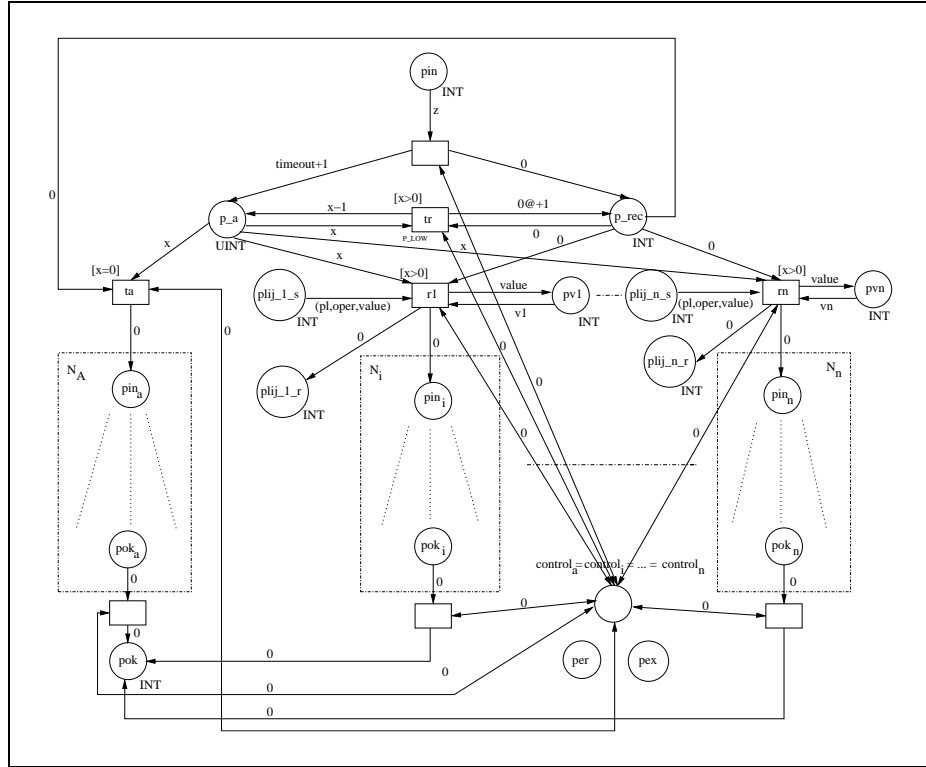 pin
INT
z
timeout+1
0
0
[x>0]
p_a
x−1
tr
0@+1
p_rec
UINT
x
P_LOW
0
INT
x
x
x
0
0
[x=0]
[x>0]
[x>0]
ta
plij_1_s
r1
value
pv1
plij_n_s
rn
value
pvn
(pl,oper,value)
v1
(pl,oper,value)
vn
INT
INT
INT
INT
0
0
0
0
0
0
0
N_A
N_i
N_n
plij_1_r
INT
plij_n_r
INT
pin_a
pin_i
pin_n
0
0
pok_a
pok_i
pok_n
control_a = control_i = ... = control_n
0
0
0
0
0
0
pok
INT
0
0
0
0
per
pex